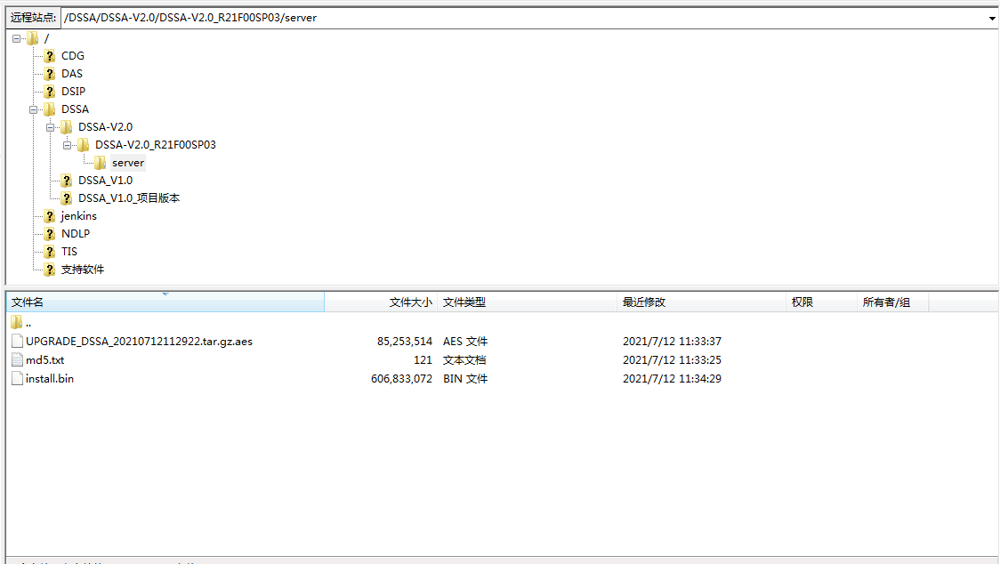 远程站点: /DSSA/DSSA-V2.0/DSSA-V2.0_R21F00SP03/server
/
CDG
DAS
DSIP
DSSA
DSSA-V2.0
DSSA-V2.0_R21F00SP03
server
DSSA_V1.0
DSSA_V1.0_项目版本
jenkins
NDLP
TIS
支持软件
文件名 文件大小 文件类型 最近修改 权限 所有者/组
..
UPGRADE_DSSA_20210712112922.tar.gz.aes 85,253,514 AES 文件 2021/7/12 11:33:37
md5.txt 121 文本文档 2021/7/12 11:33:25
install.bin 606,833,072 BIN 文件 2021/7/12 11:34:29